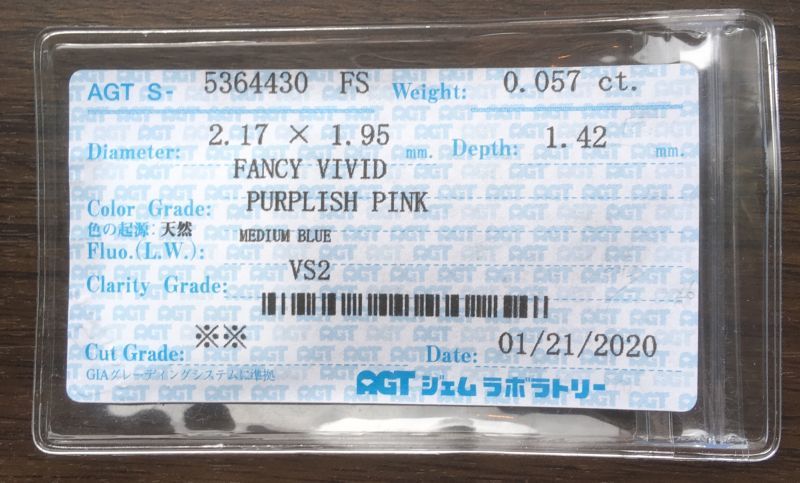 AGT S- 5364430 FS Weight: 0.057 ct.
Diameter: 2.17 × 1.95 mm. Depth: 1.42 mm.
FANCY VIVID
Color Grade: PURPLISH PINK
色の起源: 天然
Fluo.(L.W.): MEDIUM BLUE
Clarity Grade: VS2
Cut Grade: ※※ Date: 01/21/2020
GIAグレーディングシステムに準拠
AGT ジェム ラボラトリー